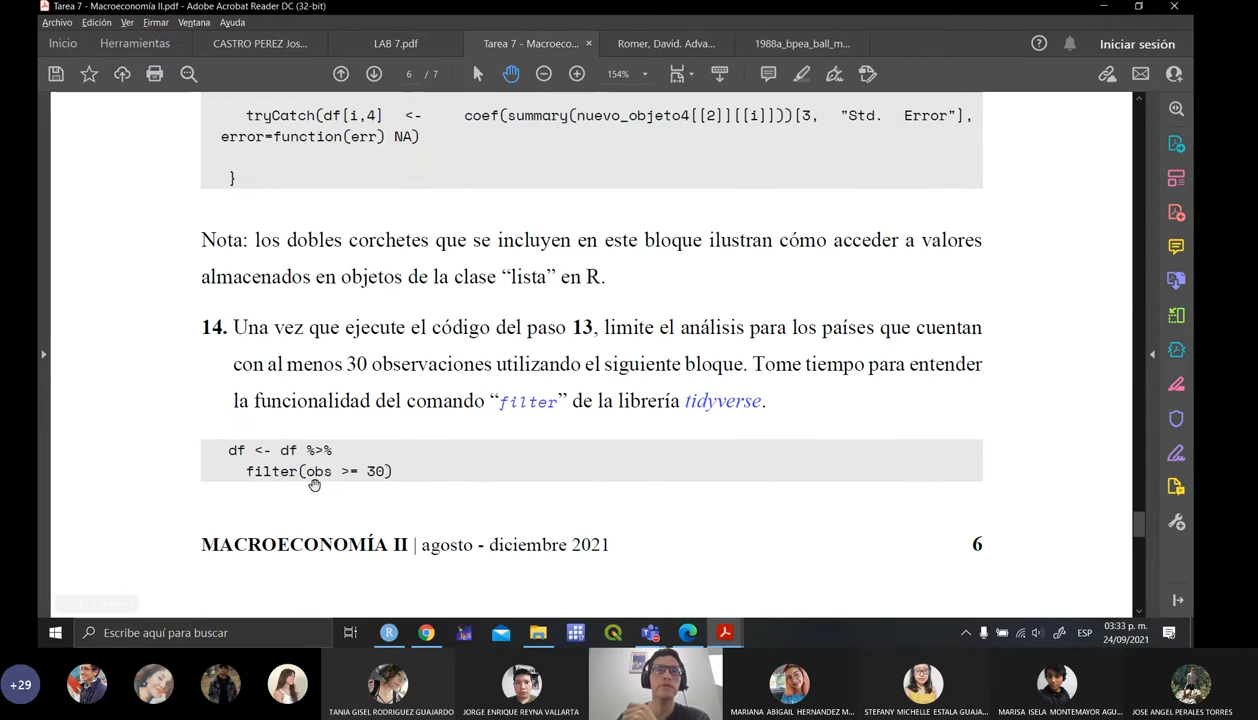 Tarea 7 - Macroeconomía II.pdf - Adobe Acrobat Reader DC (32-bit)
Archivo Edición Ver Firmar Ventana Ayuda
Inicio Herramientas CASTRO PEREZ Jos... LAB 7.pdf Tarea 7 - Macroeco... × Romer, David. Adva... 1988a_bpea_ball_m... Iniciar sesión
6 / 7 154%
tryCatch(df[i,4] <- coef(summary(nuevo_objeto4[[2]][[i]]))[3, "Std. Error"],
error=function(err) NA)
}
Nota: los dobles corchetes que se incluyen en este bloque ilustran cómo acceder a valores
almacenados en objetos de la clase “lista” en R.
14. Una vez que ejecute el código del paso 13, limite el análisis para los países que cuentan
con al menos 30 observaciones utilizando el siguiente bloque. Tome tiempo para entender
la funcionalidad del comando “filter” de la librería tidyverse.
df <- df %>%
filter(obs >= 30)
MACROECONOMÍA II | agosto - diciembre 2021 6
Escribe aquí para buscar
ESP
03:33 p. m.
24/09/2021
+29
TANIA GISEL RODRIGUEZ GUAJARDO
JORGE ENRIQUE REYNA VALLARTA
MARIANA ABIGAIL HERNANDEZ M...
STEFANY MICHELLE ESTALA GUAJA...
MARISA ISELA MONTEMAYOR AGU...
JOSE ANGEL PERALES TORRES